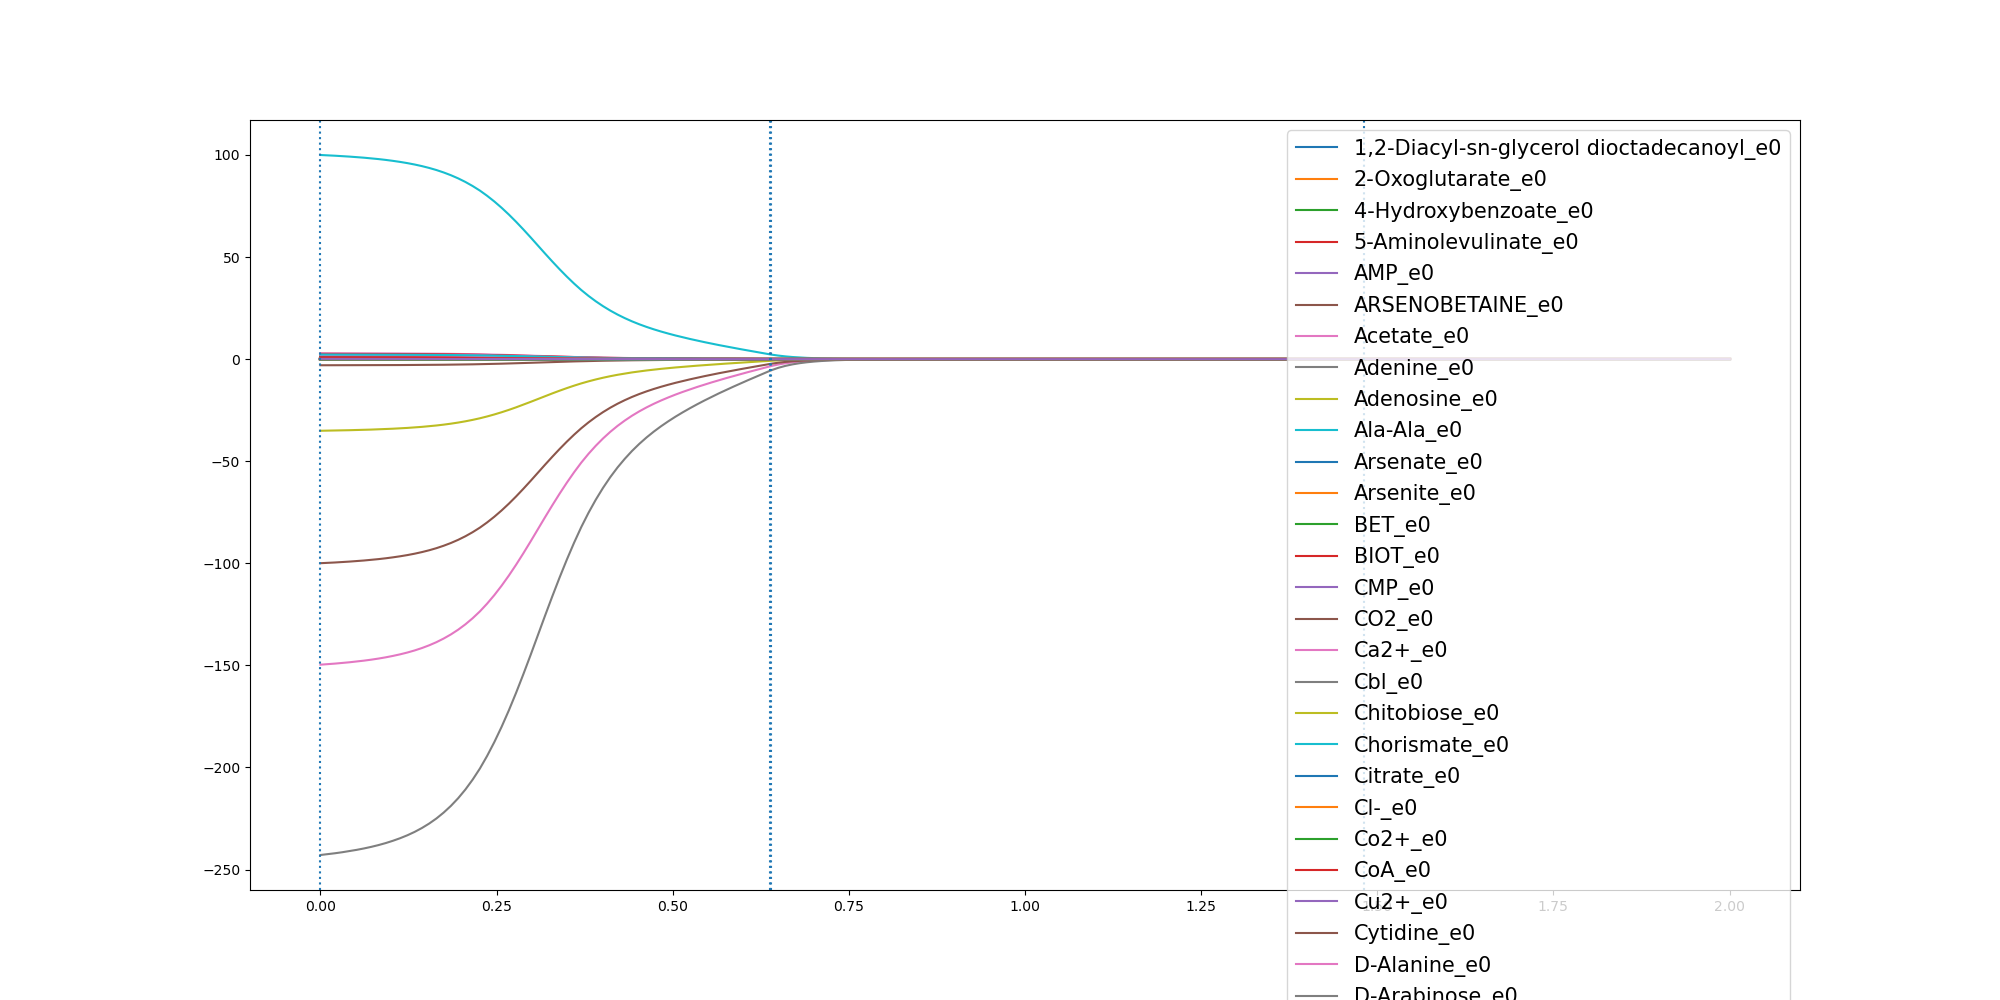 100
50
0
−50
−100
−150
−200
−250
0.00
0.25
0.50
0.75
1.00
1.25
1.75
2.00
1,2-Diacyl-sn-glycerol dioctadecanoyl_e0
2-Oxoglutarate_e0
4-Hydroxybenzoate_e0
5-Aminolevulinate_e0
AMP_e0
ARSENOBETAINE_e0
Acetate_e0
Adenine_e0
Adenosine_e0
Ala-Ala_e0
Arsenate_e0
Arsenite_e0
BET_e0
BIOT_e0
CMP_e0
CO2_e0
Ca2+_e0
Cbl_e0
Chitobiose_e0
Chorismate_e0
Citrate_e0
Cl-_e0
Co2+_e0
CoA_e0
Cu2+_e0
Cytidine_e0
D-Alanine_e0
D-Arabinose_e0